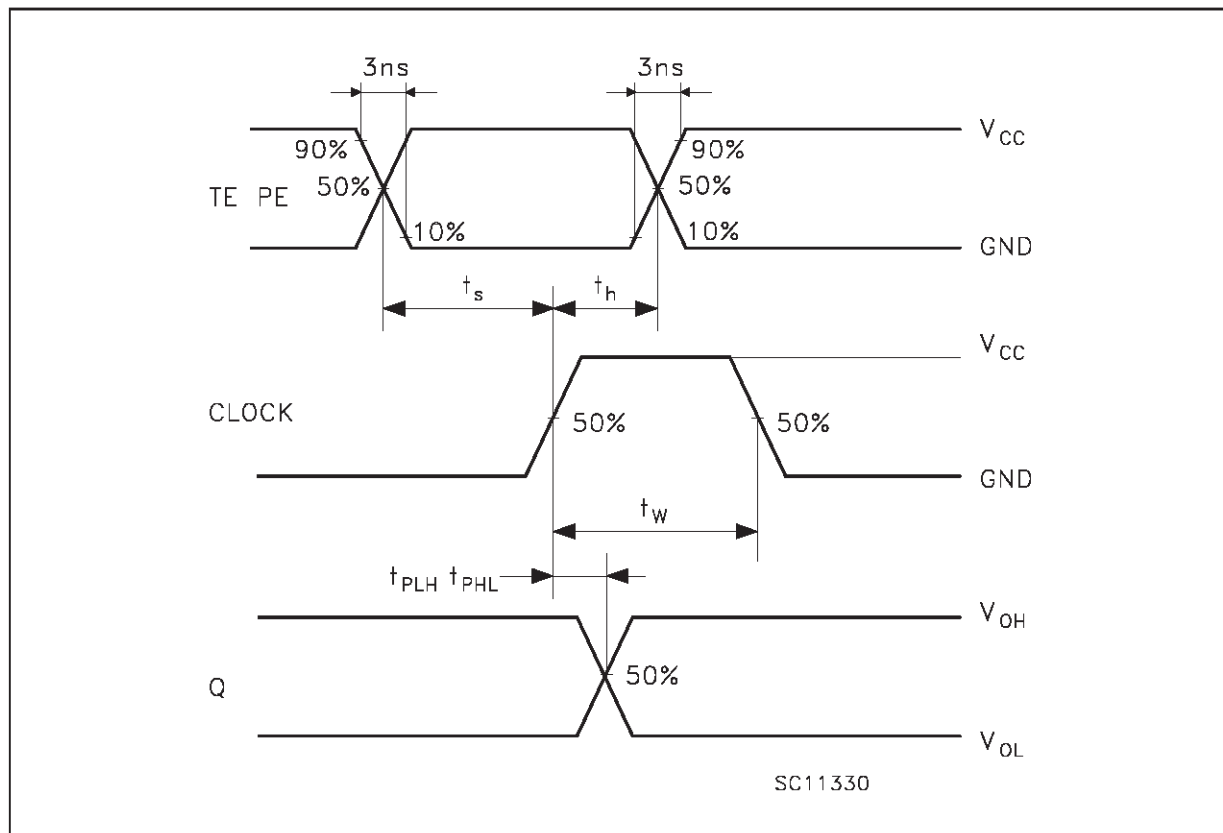 3ns 3ns
V_CC
90% 90%
TE PE 50% 50%
10% 10%
GND
t_s t_h
V_CC
CLOCK 50% 50%
GND
t_W
t_PLH t_PHL
V_OH
Q 50%
V_OL
SC11330